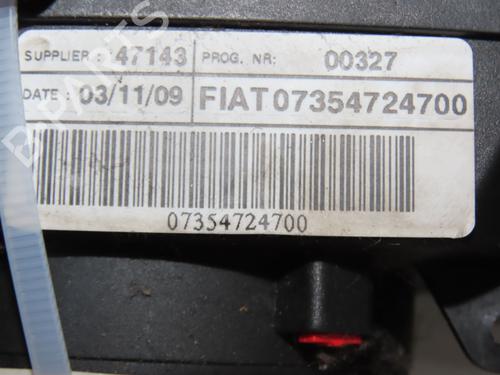 SUPPLIER : 47143 PROG. NR: 00327
DATE : 03/11/09 FIAT 07354724700
07354724700